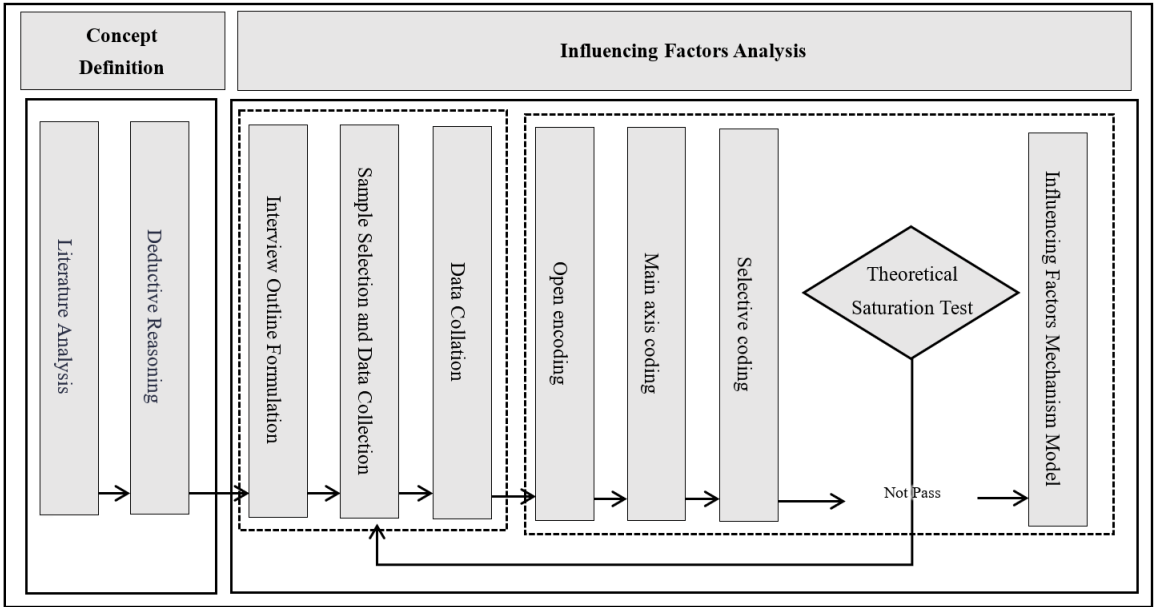 Concept
Definition
Influencing Factors Analysis
Literature Analysis
Deductive Reasoning
Interview Outline Formulation
Sample Selection and Data Collection
Data Collation
Open encoding
Main axis coding
Selective coding
Theoretical
Saturation Test
Not Pass
Influencing Factors Mechanism Model